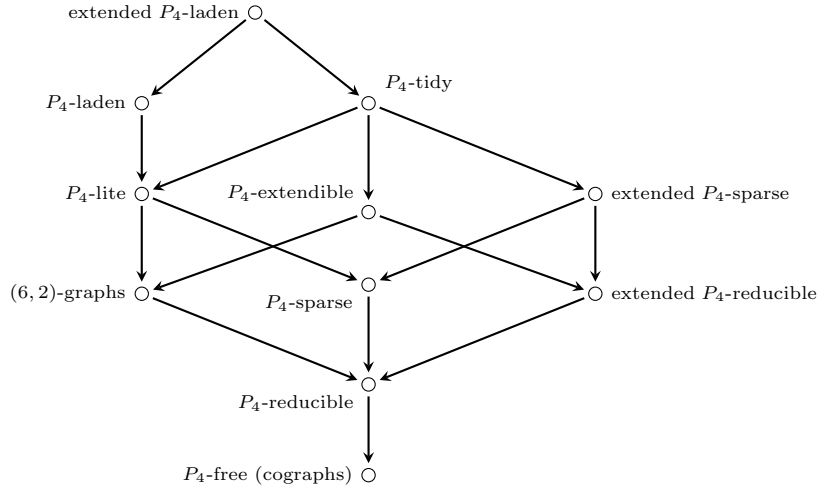 extended P₄-laden
P₄-tidy
P₄-laden
P₄-extendible
P₄-lite
extended P₄-sparse
(6, 2)-graphs
P₄-sparse
extended P₄-reducible
P₄-reducible
P₄-free (cographs)